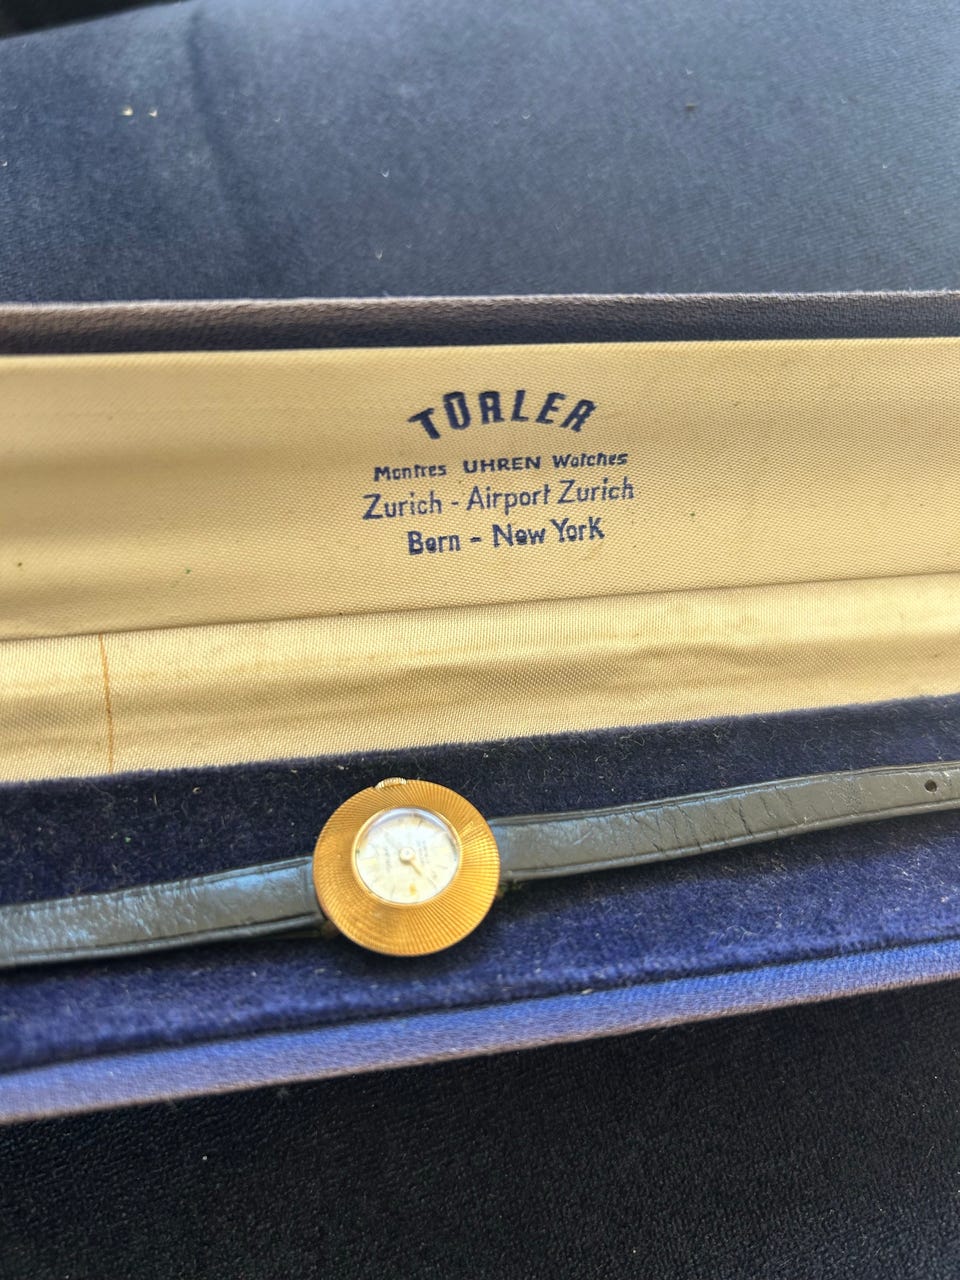 TÜRLER
Montres UHREN Watches
Zurich - Airport Zurich
Bern - New York